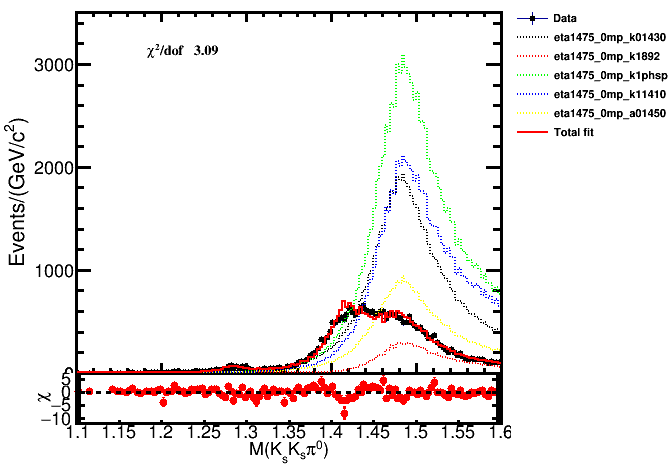 χ²/dof 3.09
Data
eta1475_0mp_k01430
eta1475_0mp_k1892
eta1475_0mp_k1phsp
eta1475_0mp_k11410
eta1475_0mp_a01450
Total fit
Events/(GeV/c²)
3000
2000
1000
0
χ
5
0
−5
−10
1.1 1.15 1.2 1.25 1.3 1.35 1.4 1.45 1.5 1.55 1.6
M(KₛKₛπ⁰)